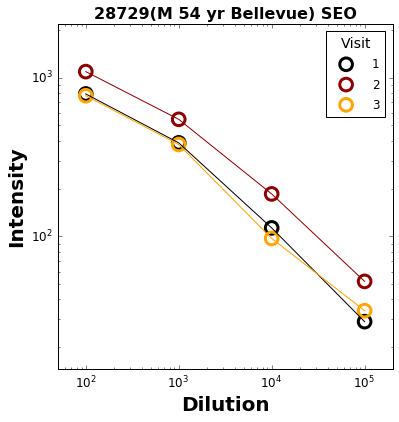 28729(M 54 yr Bellevue) SEO
Visit
1
2
3
Intensity
10³
10²
10² 10³ 10⁴ 10⁵
Dilution